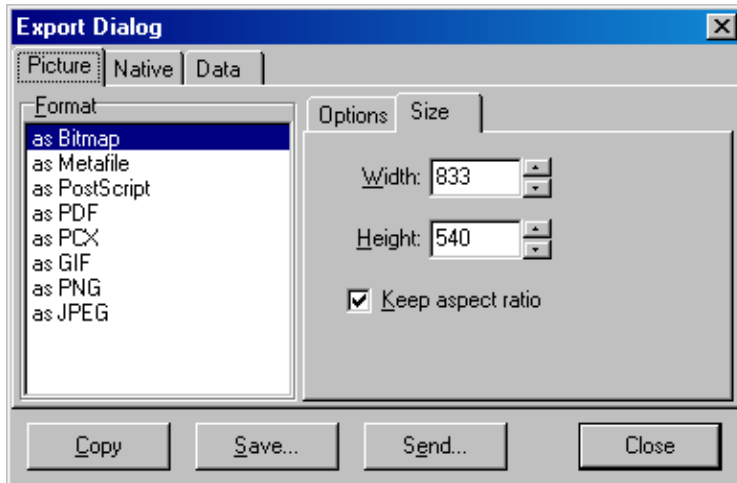 Export Dialog
Picture Native Data
Format
as Bitmap
as Metafile
as PostScript
as PDF
as PCX
as GIF
as PNG
as JPEG
Options Size
Width: 833
Height: 540
Keep aspect ratio
Copy Save... Send... Close